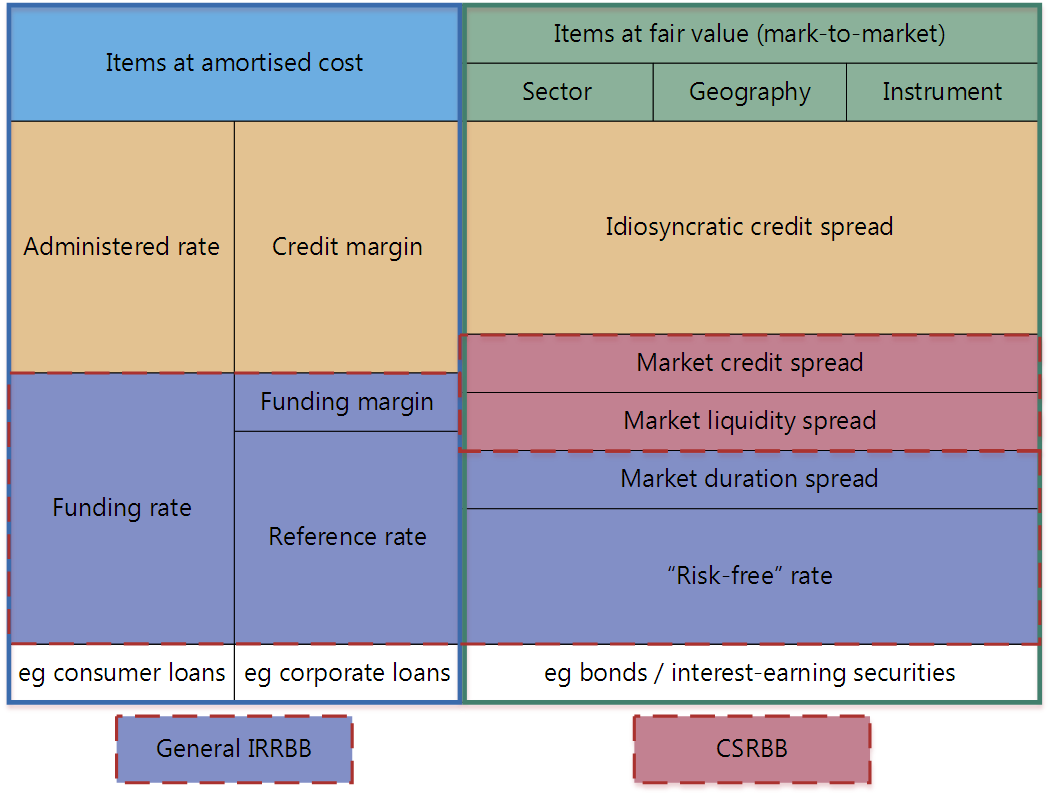 Items at amortised cost
Items at fair value (mark-to-market)
Sector
Geography
Instrument
Administered rate
Credit margin
Idiosyncratic credit spread
Market credit spread
Funding margin
Market liquidity spread
Market duration spread
Funding rate
Reference rate
“Risk-free” rate
eg consumer loans
eg corporate loans
eg bonds / interest-earning securities
General IRRBB
CSRBB